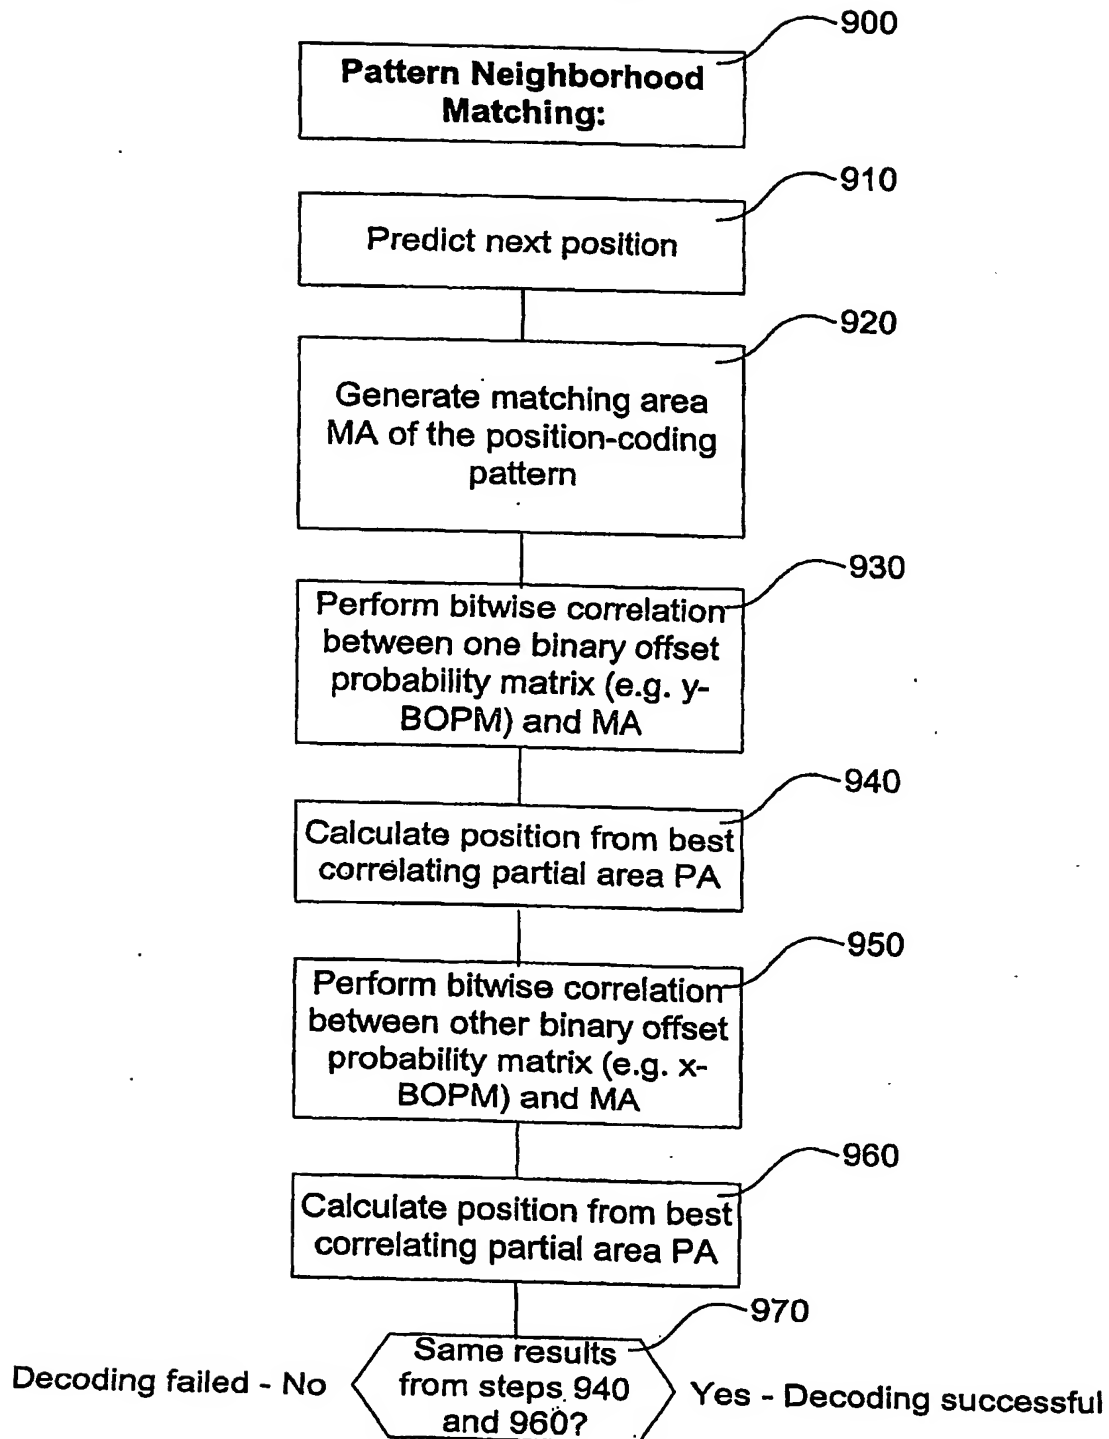 900
Pattern Neighborhood
Matching:
910
Predict next position
920
Generate matching area
MA of the position-coding
pattern
930
Perform bitwise correlation
between one binary offset
probability matrix (e.g. y-
BOPM) and MA
940
Calculate position from best
correlating partial area PA
950
Perform bitwise correlation
between other binary offset
probability matrix (e.g. x-
BOPM) and MA
960
Calculate position from best
correlating partial area PA
970
Same results
from steps 940
and 960?
Decoding failed - No
Yes - Decoding successful